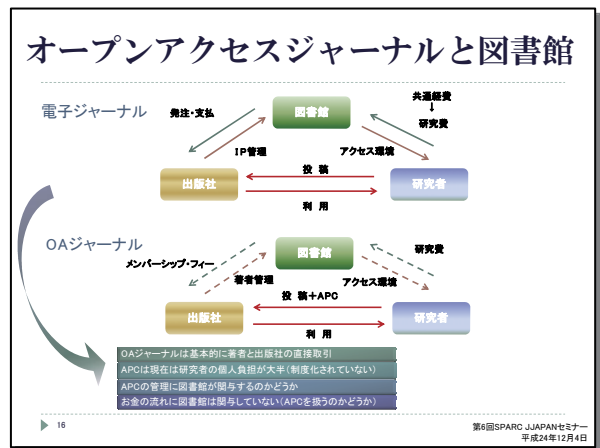 オープンアクセスジャーナルと図書館
電子ジャーナル
発注・支払
図書館
共通経費
↓
研究費
IP管理
アクセス環境
出版社
投 稿
研究者
利 用
OAジャーナル
メンバーシップ・フィー
図書館
研究費
著者管理
アクセス環境
出版社
投 稿+APC
研究者
利 用
OAジャーナルは基本的に著者と出版社の直接取引
APCは現在は研究者の個人負担が大半(制度化されていない)
APCの管理に図書館が関与するのかどうか
お金の流れに図書館は関与していない(APCを扱うのかどうか)
16
第6回SPARC JJAPANセミナー
平成24年12月4日